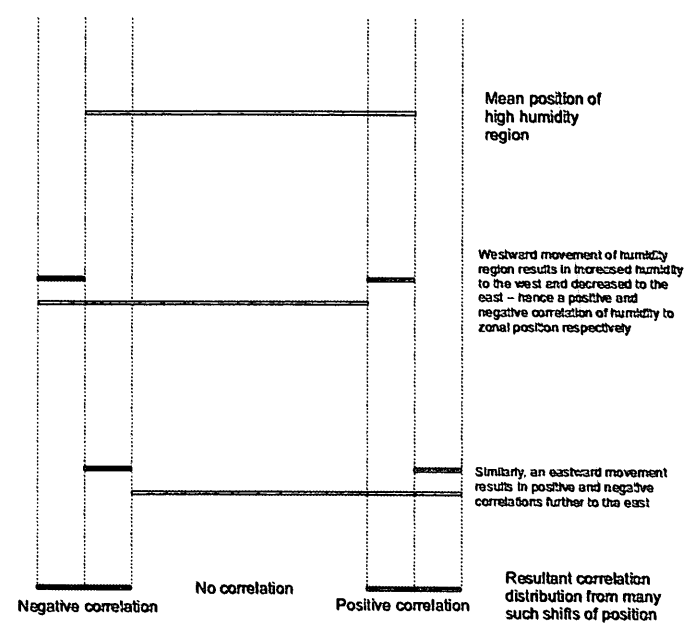 Mean position of
high humidity
region
Westward movement of humidity
region results in increased humidity
to the west and decreased to the
east – hence a positive and
negative correlation of humidity to
zonal position respectively
Similarly, an eastward movement
results in positive and negative
correlations further to the east
No correlation
Negative correlation
Positive correlation
Resultant correlation
distribution from many
such shifts of position